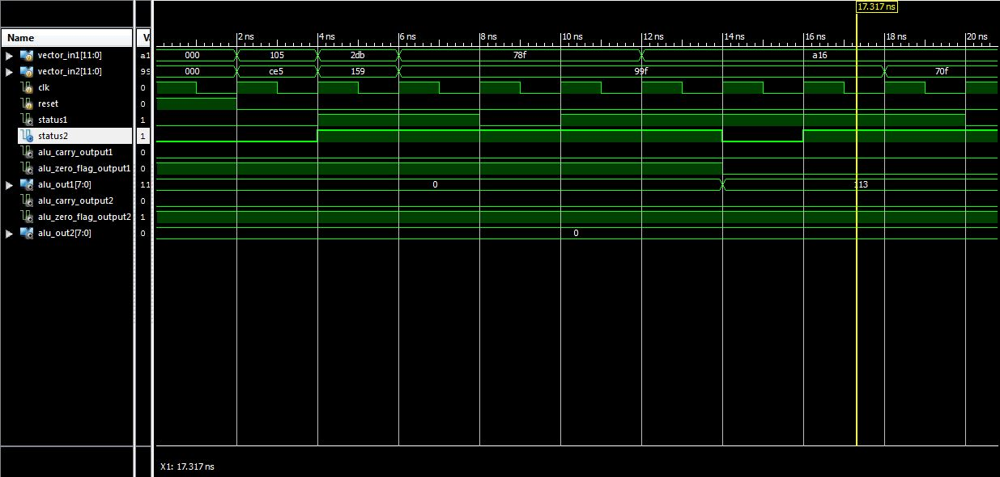 17.317 ns
Name V
2 ns 4 ns 6 ns 8 ns 10 ns 12 ns 14 ns 16 ns 18 ns 20 ns
vector_in1[11:0] a1 000 105 2db 78f a16
vector_in2[11:0] 99 000 ce5 159 99f 70f
clk 0
reset 0
status1 1
status2 1
alu_carry_output1 0
alu_zero_flag_output1 0
alu_out1[7:0] 11 0 113
alu_carry_output2 0
alu_zero_flag_output2 1
alu_out2[7:0] 0 0
X1: 17.317 ns